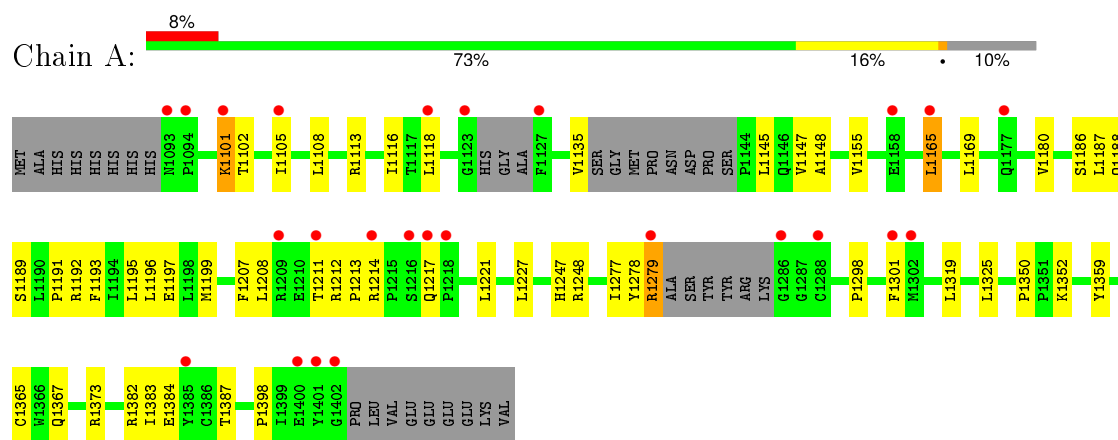 8%
Chain A:
73% 16% • 10%
MET ALA HIS HIS HIS HIS HIS HIS N1093 P1094 K1101 T1102 I1105 L1108 R1113 I1116 T1117 L1118 G1123 HIS GLY ALA F1127 V1135 SER GLY MET PRO ASN ASP PRO SER P1144 L1145 Q1146 V1147 A1148 V1155 E1158 L1165 L1169 Q1177 V1180 S1186 L1187 Q1188
S1189 L1190 P1191 R1192 F1193 I1194 L1195 L1196 E1197 L1198 M1199 F1207 L1208 R1209 E1210 T1211 R1212 P1213 R1214 P1215 S1216 Q1217 P1218 L1221 L1227 H1247 R1248 I1277 Y1278 R1279 ALA SER TYR TYR ARG LYS G1286 G1287 C1288 P1298 F1301 M1302 L1319 L1325 P1350 P1351 K1352 Y1359
C1365 W1366 Q1367 R1373 R1382 I1383 E1384 Y1385 C1386 T1387 P1398 I1399 E1400 Y1401 G1402 PRO LEU VAL GLU GLU GLU GLU LYS VAL